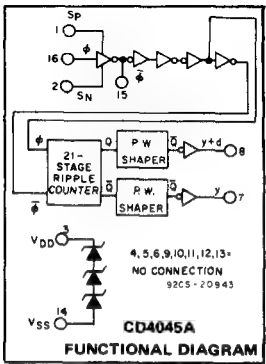 SP
1
16 ϕ
2
SN
15
ϕ̅
ϕ
21-
STAGE
RIPPLE
COUNTER
ϕ̅
Q
P.W.
SHAPER
Q̅
y+d
8
Q̅
P.W.
SHAPER
Q̅
y
7
3
VDD
14
VSS
4,5,6,9,10,11,12,13=
NO CONNECTION
92CS-20943
CD4045A
FUNCTIONAL DIAGRAM